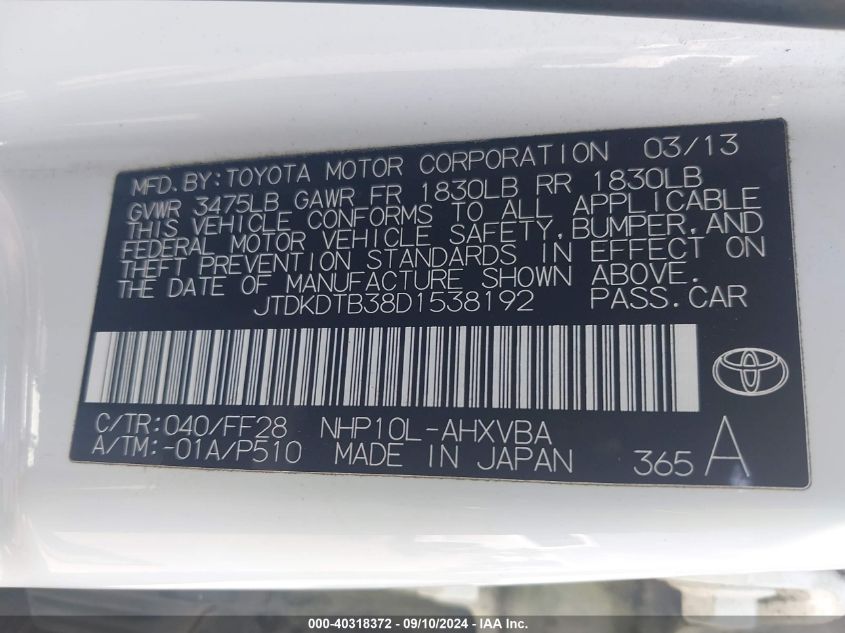 MFD.BY:TOYOTA MOTOR CORPORATION 03/13
GVWR 3475LB GAWR FR 1830LB RR 1830LB
THIS VEHICLE CONFORMS TO ALL APPLICABLE
FEDERAL MOTOR VEHICLE SAFETY,BUMPER,AND
THEFT PREVENTION STANDARDS IN EFFECT ON
THE DATE OF MANUFACTURE SHOWN ABOVE.
JTDKDTB38D1538192 PASS.CAR
C/TR:040/FF28 NHP10L-AHXVBA
A/TM:-01A/P510 MADE IN JAPAN 365 A
000-40318372 - 09/10/2024 - IAA Inc.